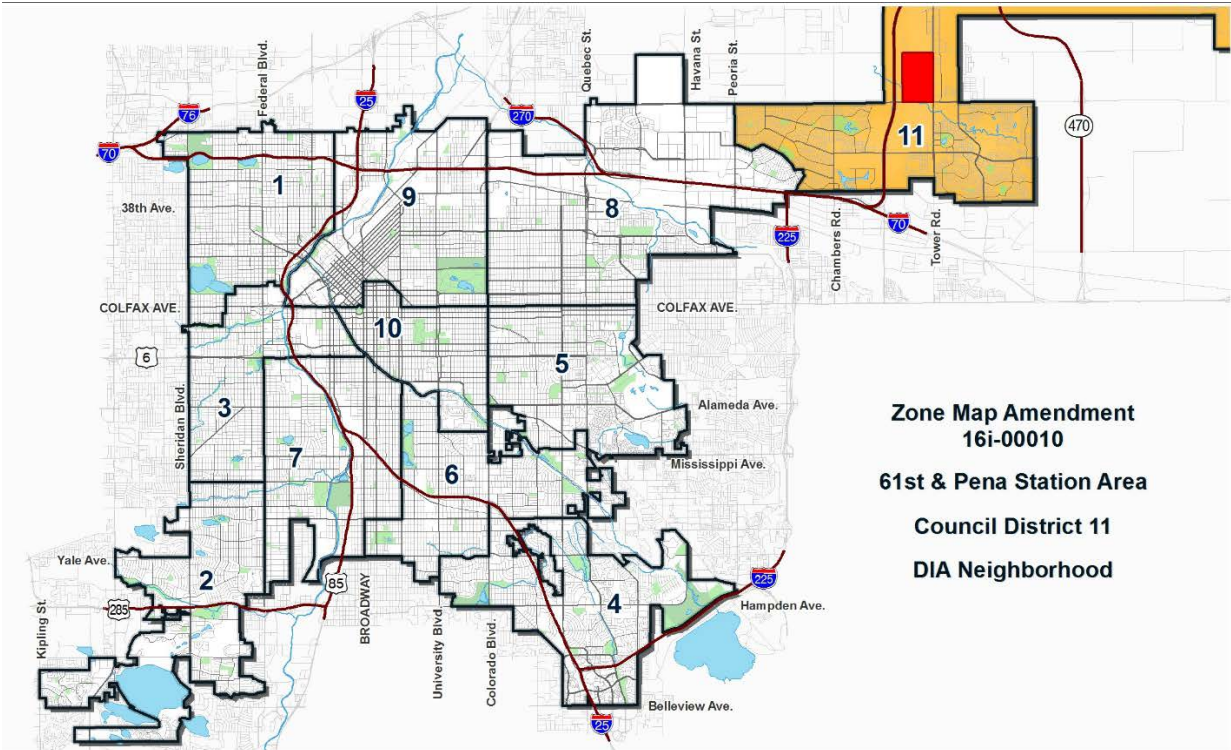 Federal Blvd.
Quebec St.
Havana St.
Peoria St.
25
76
270
70
470
11
1
9
8
38th Ave.
225
70
Chambers Rd.
Tower Rd.
COLFAX AVE.
COLFAX AVE.
10
6
5
3
Sheridan Blvd.
Alameda Ave.
7
6
Mississippi Ave.
Zone Map Amendment
16i-00010
61st & Pena Station Area
Council District 11
DIA Neighborhood
Yale Ave.
2
85
225
285
4
Hampden Ave.
Kipling St.
BROADWAY
University Blvd
Colorado Blvd.
Belleview Ave.
25